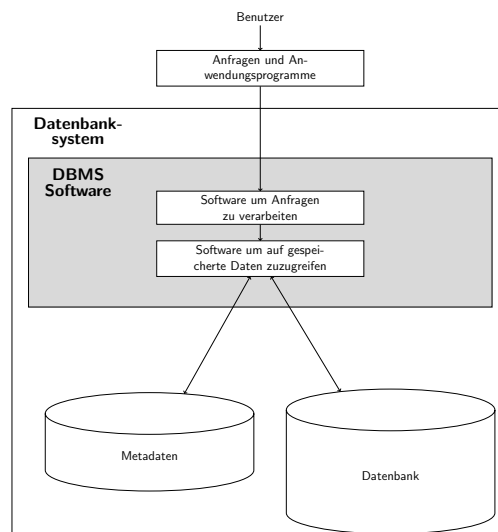 Benutzer
Anfragen und An-
wendungsprogramme
Datenbank-
system
DBMS
Software
Software um Anfragen
zu verarbeiten
Software um auf gespei-
cherte Daten zuzugreifen
Metadaten
Datenbank